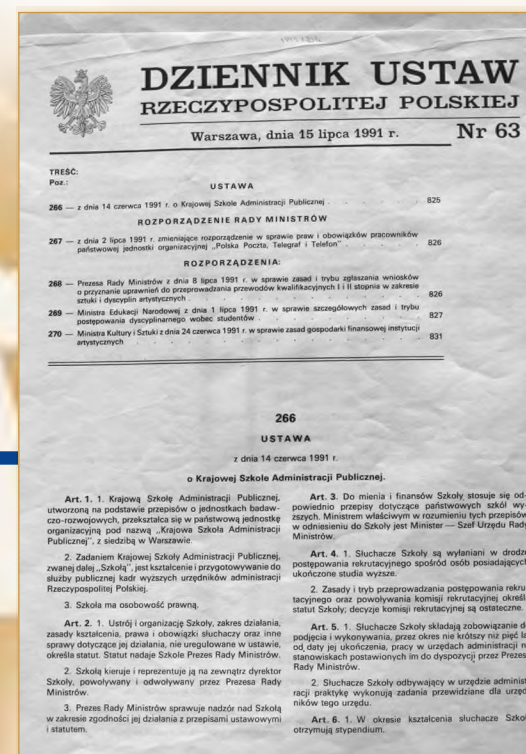 DZIENNIK USTAW
RZECZYPOSPOLITEJ POLSKIEJ
Warszawa, dnia 15 lipca 1991 r. Nr 63
TREŚĆ:
Poz.:
USTAWA
266 — z dnia 14 czerwca 1991 r. o Krajowej Szkole Administracji Publicznej . . . . . 825
ROZPORZĄDZENIE RADY MINISTRÓW
267 — z dnia 2 lipca 1991 r. zmieniające rozporządzenie w sprawie praw i obowiązków pracowników
państwowej jednostki organizacyjnej „Polska Poczta, Telegraf i Telefon" . . . . . 826
ROZPORZĄDZENIA:
268 — Prezesa Rady Ministrów z dnia 8 lipca 1991 r. w sprawie zasad i trybu zgłaszania wniosków
o przyznanie uprawnień do przeprowadzania przewodów kwalifikacyjnych I i II stopnia w zakresie
sztuki i dyscyplin artystycznych . . . . . 826
269 — Ministra Edukacji Narodowej z dnia 1 lipca 1991 r. w sprawie szczegółowych zasad i trybu
postępowania dyscyplinarnego wobec studentów . . . . . 827
270 — Ministra Kultury i Sztuki z dnia 24 czerwca 1991 r. w sprawie zasad gospodarki finansowej instytucji
artystycznych . . . . . 831
266
USTAWA
z dnia 14 czerwca 1991 r.
o Krajowej Szkole Administracji Publicznej.
Art. 1. 1. Krajową Szkołę Administracji Publicznej,
utworzoną na podstawie przepisów o jednostkach badaw-
czo-rozwojowych, przekształca się w państwową jednostkę
organizacyjną pod nazwą „Krajowa Szkoła Administracji
Publicznej", z siedzibą w Warszawie.
2. Zadaniem Krajowej Szkoły Administracji Publicznej,
zwanej dalej „Szkołą", jest kształcenie i przygotowywanie do
służby publicznej kadr wyższych urzędników administracji
Rzeczypospolitej Polskiej.
3. Szkoła ma osobowość prawną.
Art. 2. 1. Ustrój i organizację Szkoły, zakres działania,
zasady kształcenia, prawa i obowiązki słuchaczy oraz inne
sprawy dotyczące jej działania, nie uregulowane w ustawie,
określa statut. Statut nadaje Szkole Prezes Rady Ministrów.
2. Szkołą kieruje i reprezentuje ją na zewnątrz dyrektor
Szkoły, powoływany i odwoływany przez Prezesa Rady
Ministrów.
3. Prezes Rady Ministrów sprawuje nadzór nad Szkołą
w zakresie zgodności jej działania z przepisami ustawowymi
i statutem.
Art. 3. Do mienia i finansów Szkoły stosuje się od-
powiednio przepisy dotyczące państwowych szkół wy-
ższych. Ministrem właściwym w rozumieniu tych przepisów
w odniesieniu do Szkoły jest Minister — Szef Urzędu Rady
Ministrów.
Art. 4. 1. Słuchacze Szkoły są wyłaniani w drodze
postępowania rekrutacyjnego spośród osób posiadających
ukończone studia wyższe.
2. Zasady i tryb przeprowadzania postępowania rekru-
tacyjnego oraz powoływania komisji rekrutacyjnej określa
statut Szkoły; decyzje komisji rekrutacyjnej są ostateczne.
Art. 5. 1. Słuchacze Szkoły składają zobowiązanie do
podjęcia i wykonywania, przez okres nie krótszy niż pięć lat
od daty jej ukończenia, pracy w urzędach administracji na
stanowiskach postawionych im do dyspozycji przez Prezesa
Rady Ministrów.
2. Słuchacze Szkoły odbywający w urzędzie administ-
racji praktykę wykonują zadania przewidziane dla urzęd-
ników tego urzędu.
Art. 6. 1. W okresie kształcenia słuchacze Szkoły
otrzymują stypendium.